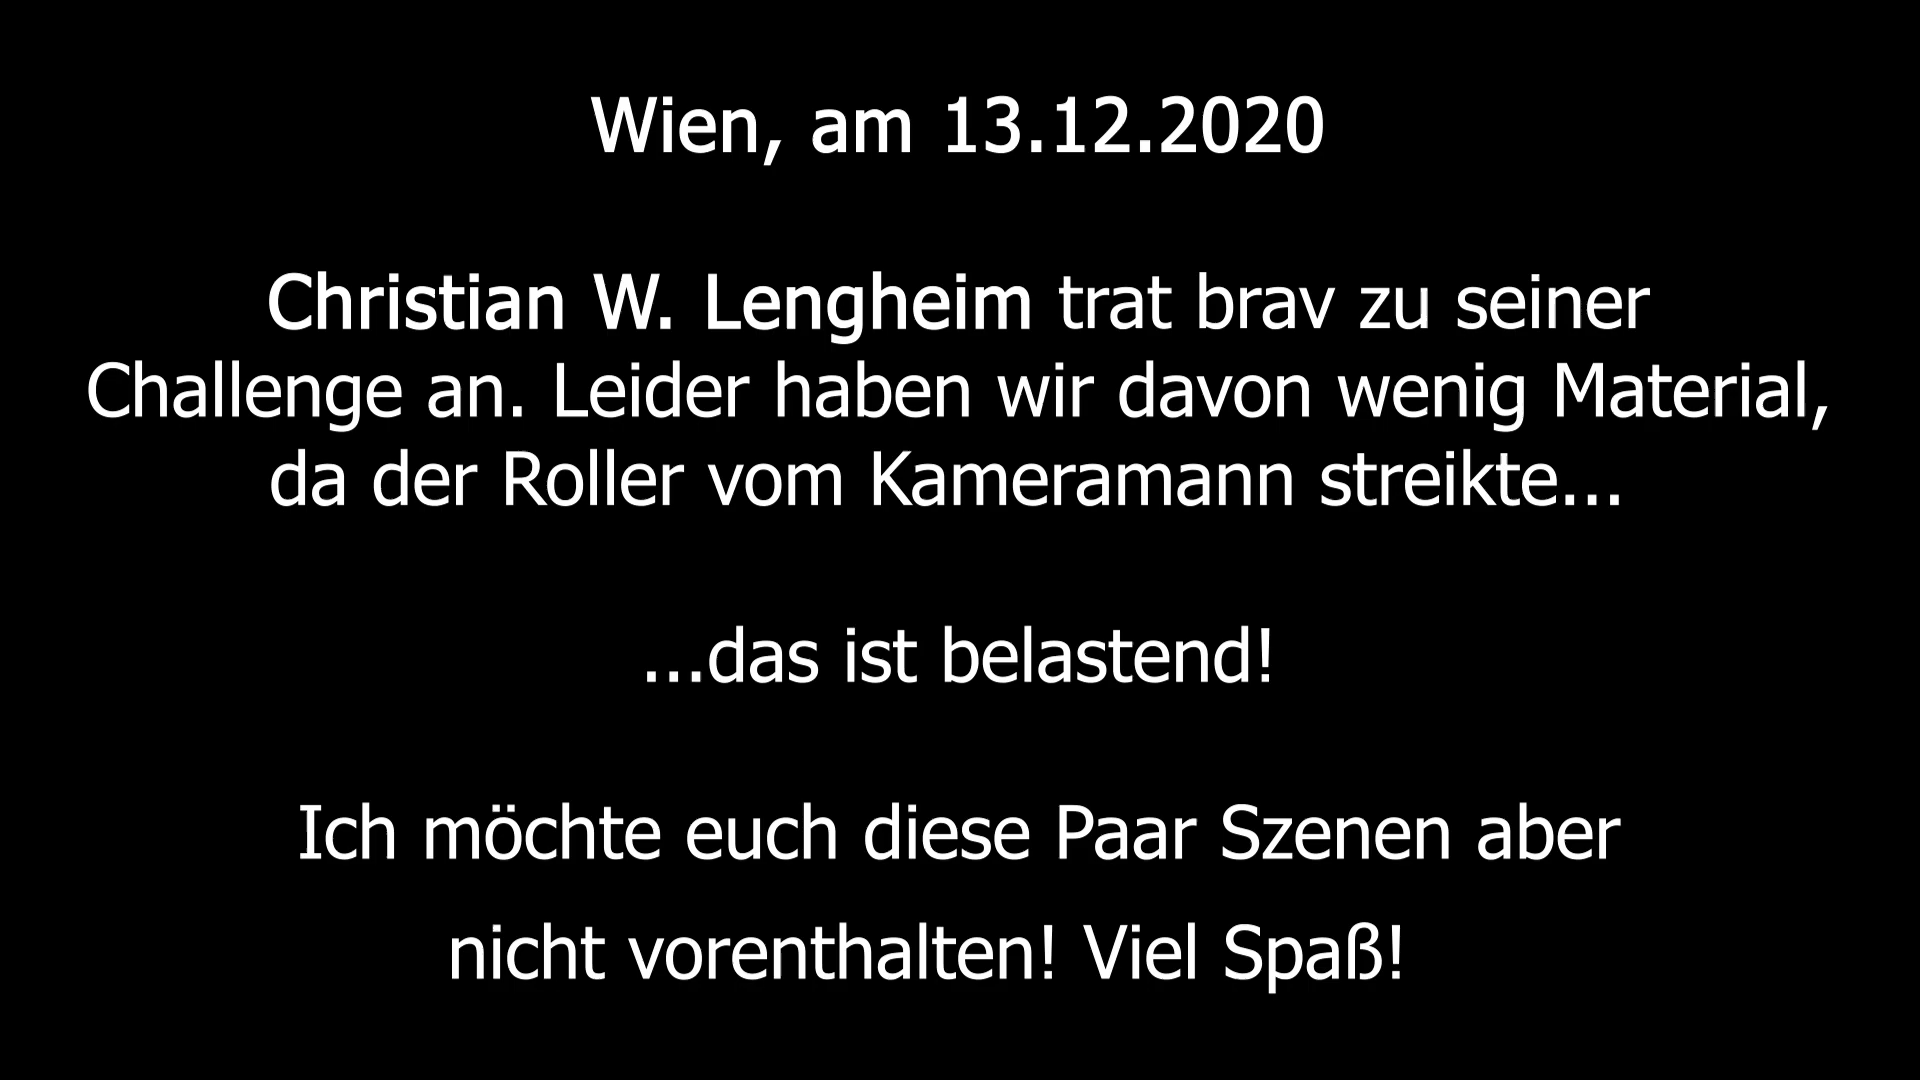 Wien, am 13.12.2020
Christian W. Lengheim trat brav zu seiner
Challenge an. Leider haben wir davon wenig Material,
da der Roller vom Kameramann streikte...
...das ist belastend!
Ich möchte euch diese Paar Szenen aber
nicht vorenthalten! Viel Spaß!